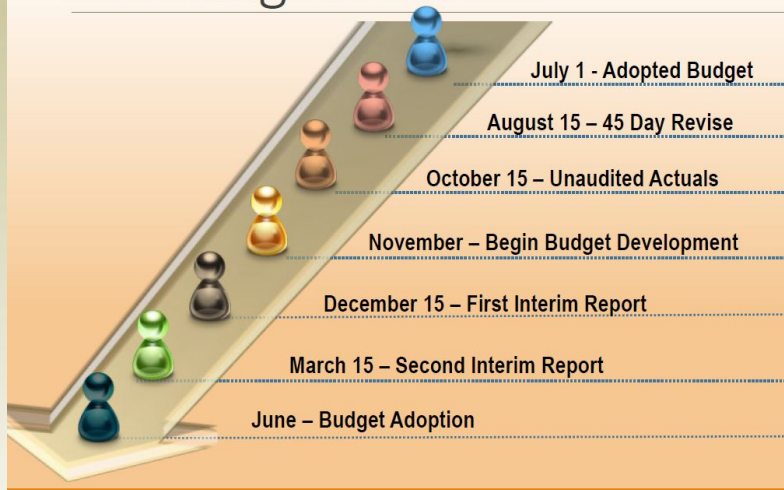 July 1 - Adopted Budget
August 15 – 45 Day Revise
October 15 – Unaudited Actuals
November – Begin Budget Development
December 15 – First Interim Report
March 15 – Second Interim Report
June – Budget Adoption